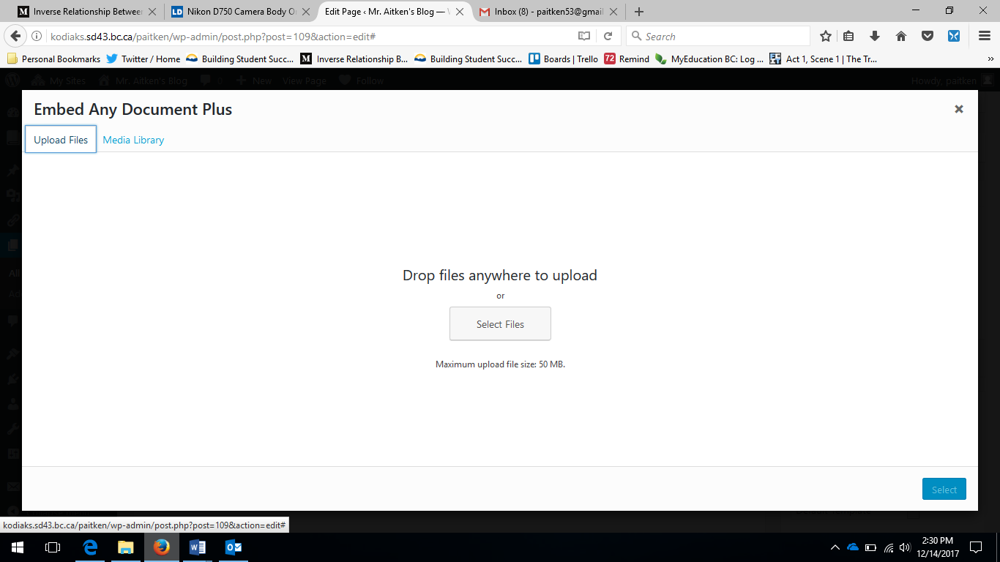 Inverse Relationship Between
Nikon D750 Camera Body O
Edit Page ‹ Mr. Aitken's Blog —
Inbox (8) - paitken53@gmail
kodiaks.sd43.bc.ca/paitken/wp-admin/post.php?post=109&action=edit#
Search
Personal Bookmarks
Twitter / Home
Building Student Succ...
Inverse Relationship B...
Building Student Succ...
Boards | Trello
72 Remind
MyEducation BC: Log ...
Act 1, Scene 1 | The Tr...
My Sites
Mr. Aitken's Blog
0
New
View Page
Follow
Howdy, paitken
Embed Any Document Plus
Upload Files
Media Library
All
Ad
Drop files anywhere to upload
or
Select Files
Maximum upload file size: 50 MB.
Select
kodiaks.sd43.bc.ca/paitken/wp-admin/post.php?post=109&action=edit#
2:30 PM
12/14/2017